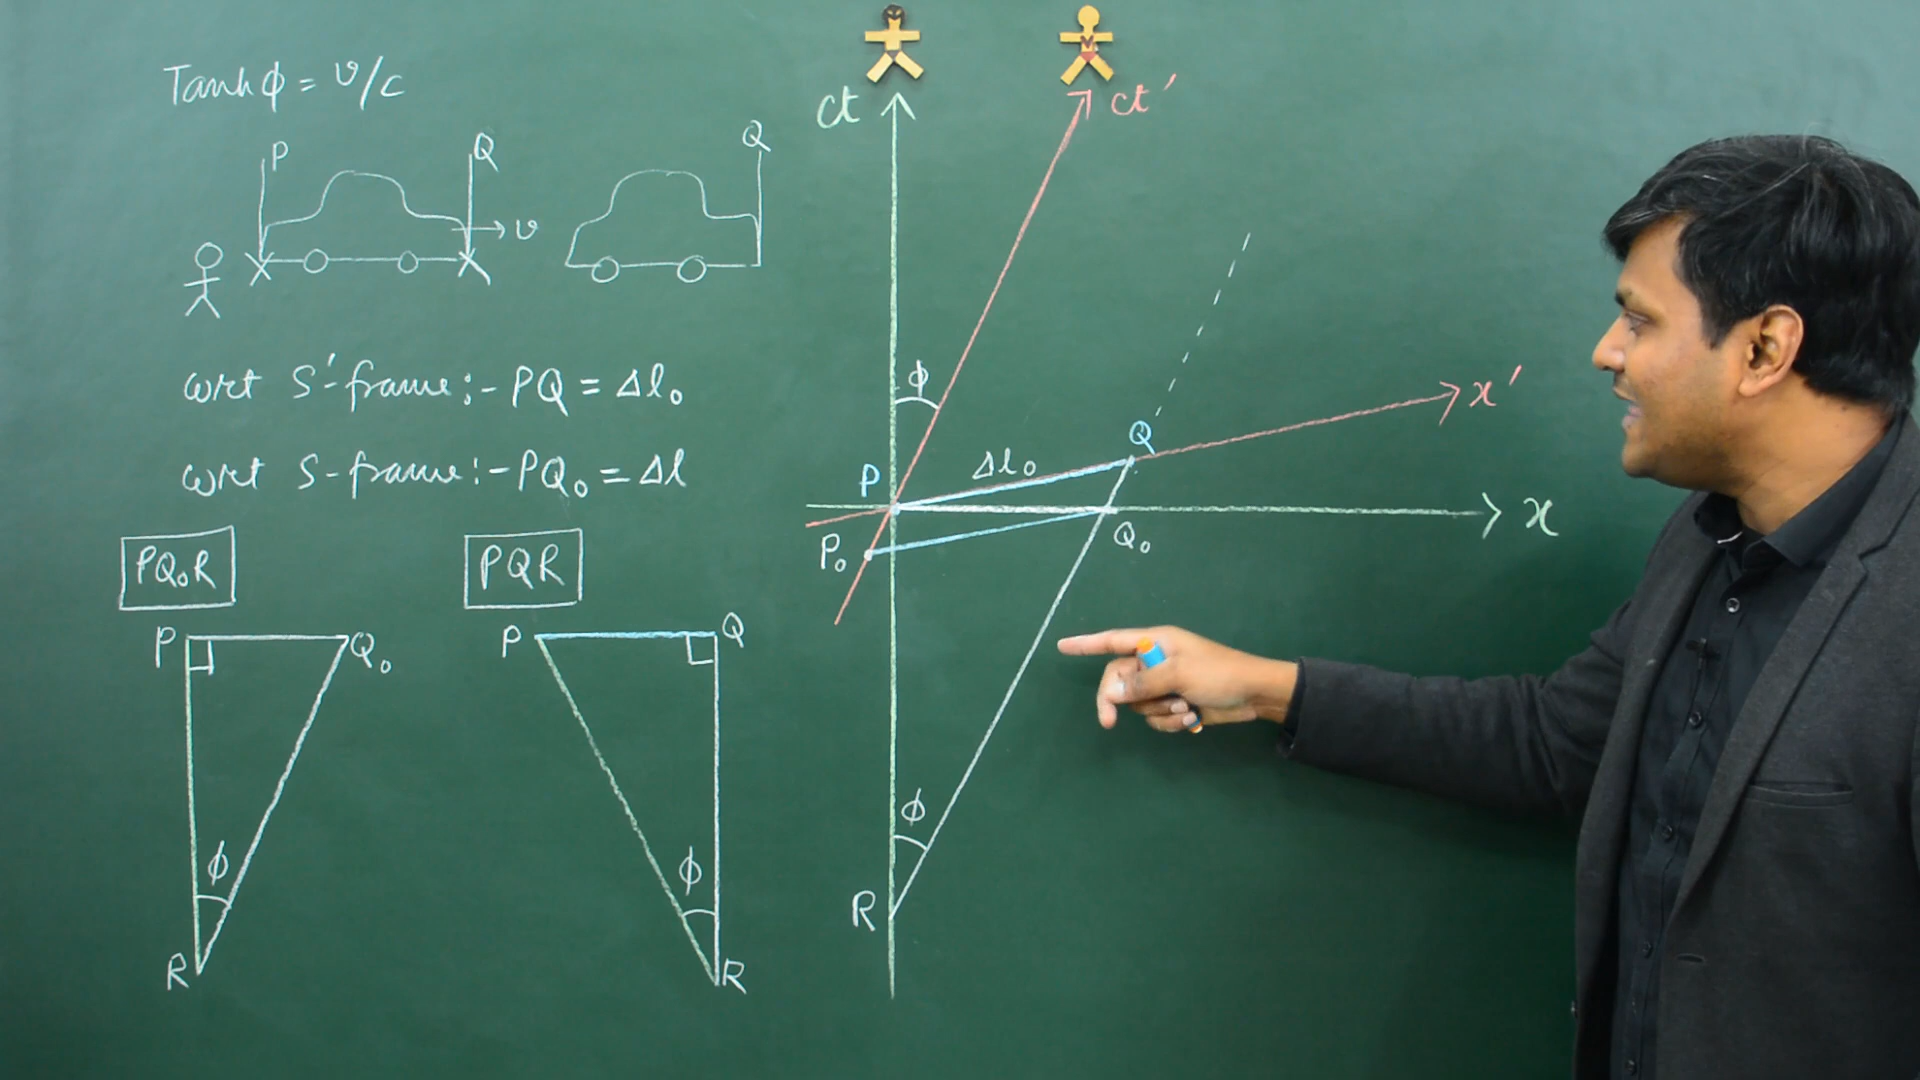 Tanh ϕ = v/c
P
Q
v
Q
wrt S'-frame:- PQ = Δl₀
wrt S-frame:- PQ₀ = Δl
PQ₀R
PQR
P
Q₀
ϕ
R
P
Q
ϕ
R
ct
ct'
ϕ
x'
Q
Δl₀
P
x
P₀
Q₀
ϕ
R